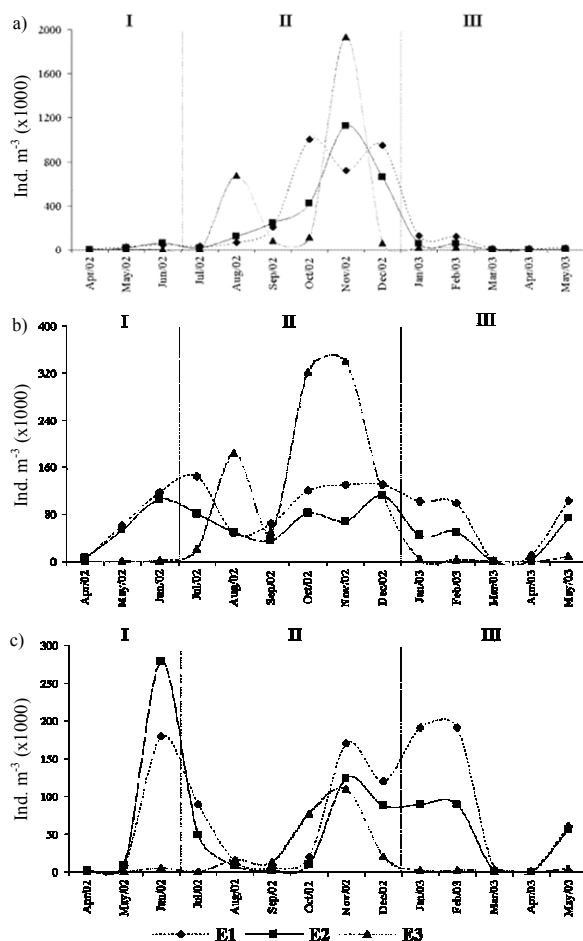 a)
I II III
Ind. m-3 (x1000)
2000
1600
1200
800
400
0
Apr/02 May/02 Jun/02 Jul/02 Aug/02 Sep/02 Oct/02 Nov/02 Dec/02 Jan/03 Feb/03 Mar/03 Apr/03 May/03
b)
I II III
Ind. m-3 (x1000)
400
320
240
160
80
0
Apr/02 May/02 Jun/02 Jul/02 Aug/02 Sep/02 Oct/02 Nov/02 Dec/02 Jan/03 Feb/03 Mar/03 Apr/03 May/03
c)
I II III
Ind. m-3 (x1000)
300
250
200
150
100
50
0
Apr/02 May/02 Jun/02 Jul/02 Aug/02 Sep/02 Oct/02 Nov/02 Dec/02 Jan/03 Feb/03 Mar/03 Apr/03 May/03
E1 E2 E3